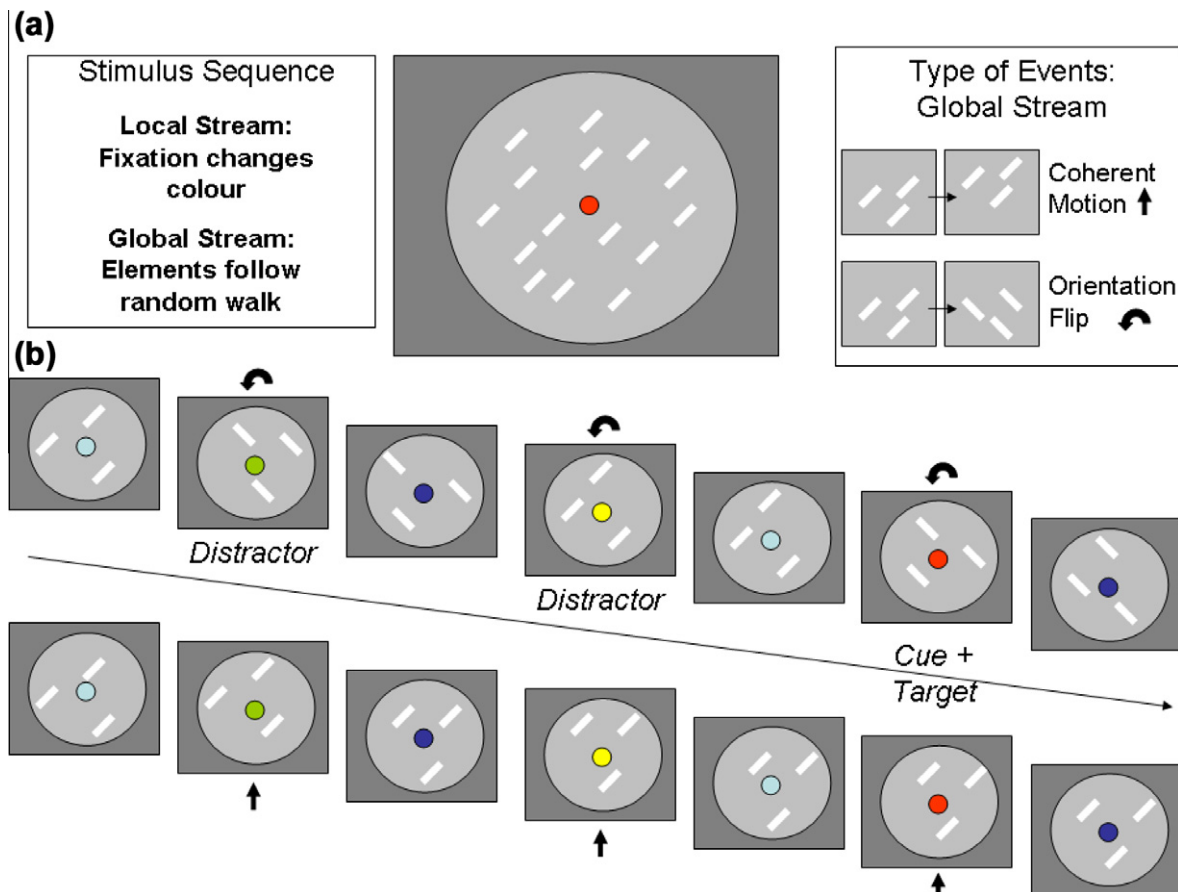 (a)
Stimulus Sequence
Local Stream:
Fixation changes
colour
Global Stream:
Elements follow
random walk
Type of Events:
Global Stream
Coherent
Motion
Orientation
Flip
(b)
Distractor
Distractor
Cue +
Target